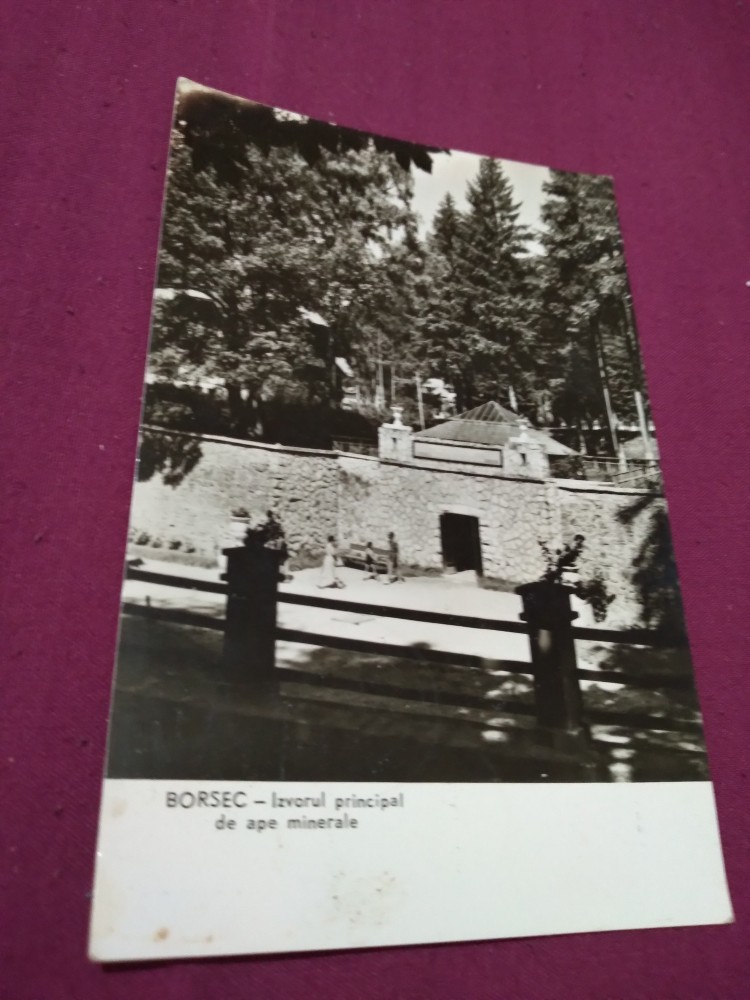 BORSEC – Izvorul principal
de ape minerale